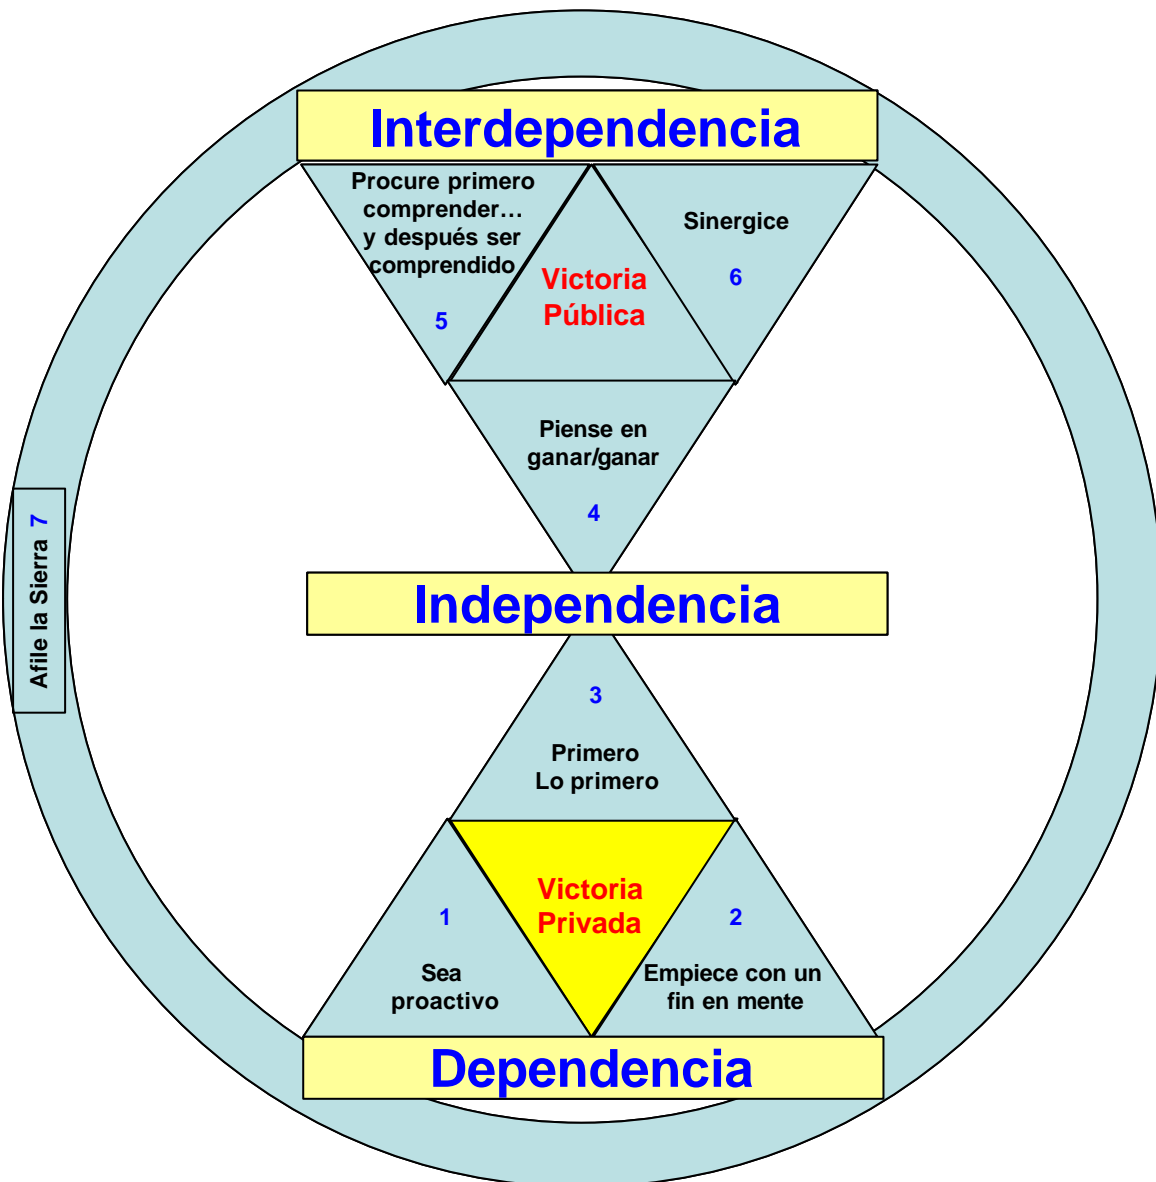 Interdependencia
Procure primero
comprender...
y después ser
comprendido
5
Victoria
Pública
Sinergice
6
Piense en
ganar/ganar
4
Afile la Sierra 7
Independencia
3
Primero
Lo primero
1
Sea
proactivo
Victoria
Privada
2
Empiece con un
fin en mente
Dependencia